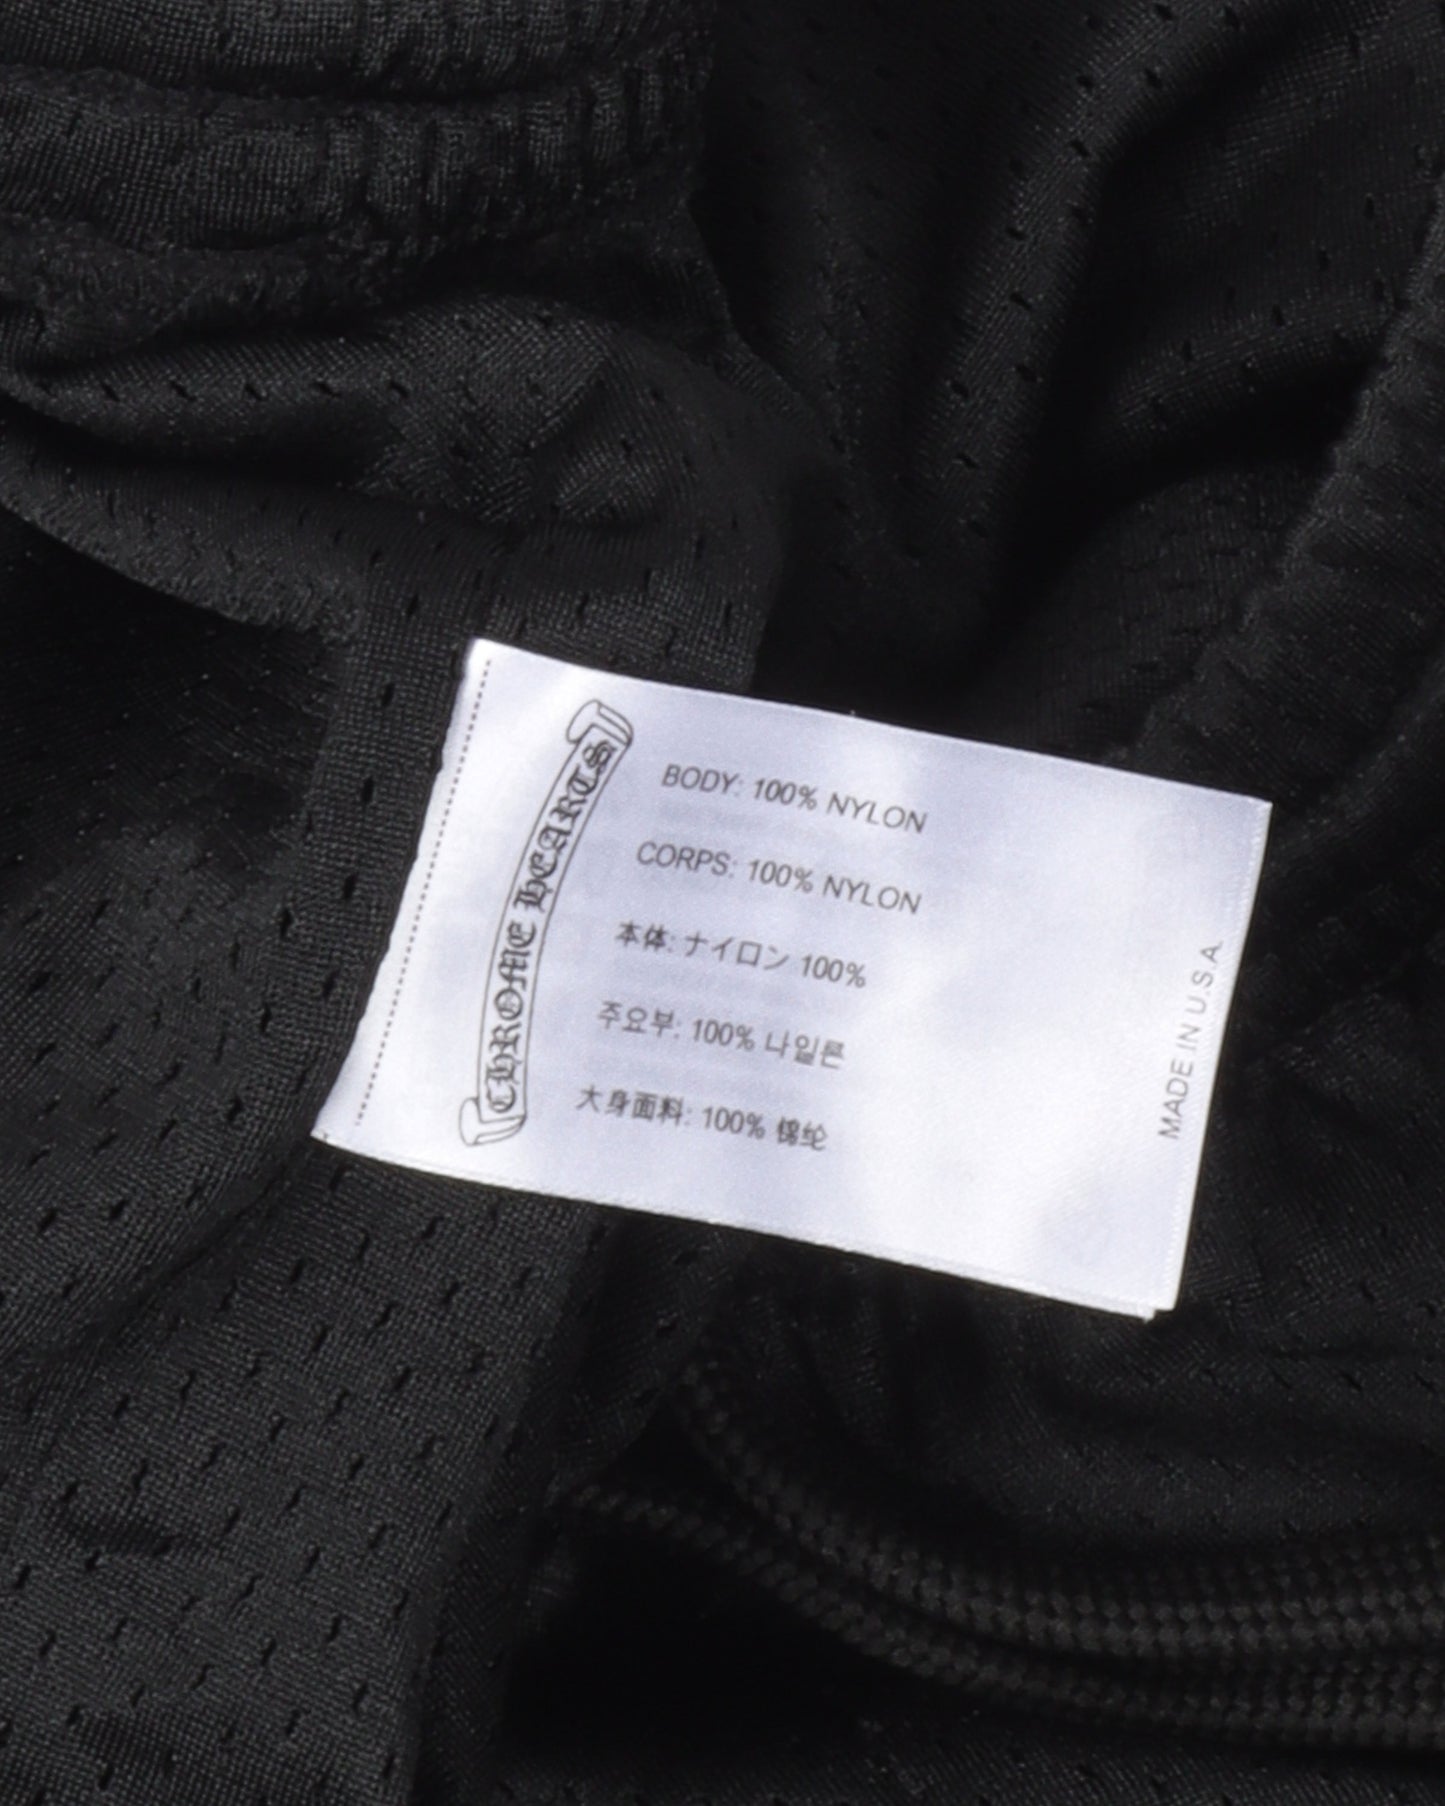 CHROME HEARTS
BODY: 100% NYLON
CORPS: 100% NYLON
本体: ナイロン 100%
주요부: 100% 나일론
大身面料: 100% 锦纶
MADE IN U.S.A.